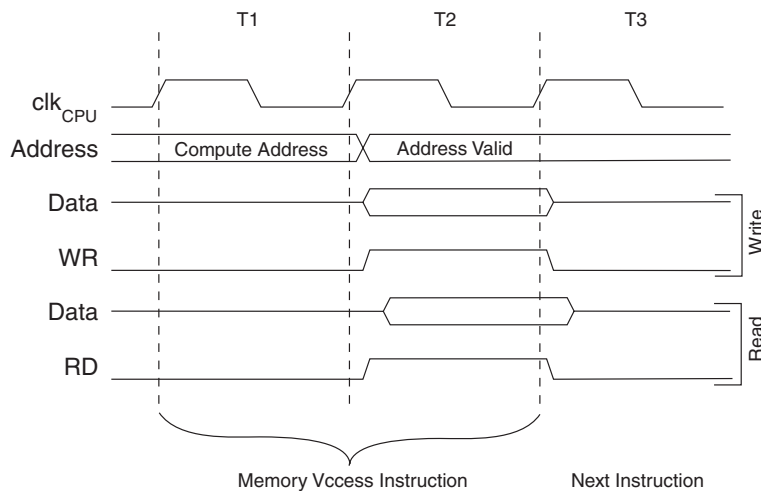 T1 T2 T3
clkCPU
Address Compute Address Address Valid
Data
WR
Write
Data
RD
Read
Memory Vccess Instruction Next Instruction